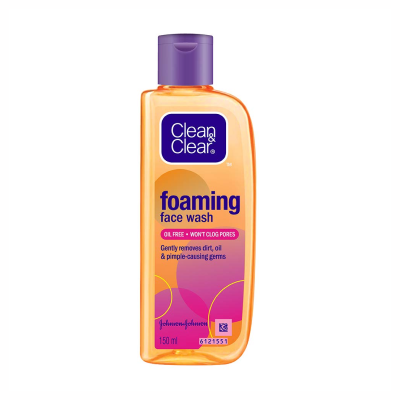 Clean &
Clear®
foaming
face wash
OIL FREE • WON'T CLOG PORES
Gently removes dirt, oil
& pimple-causing germs
Johnson & Johnson
150 ml
6121551